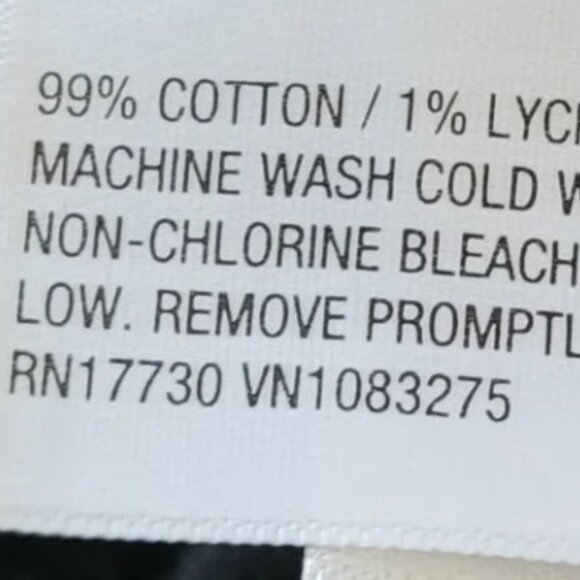 99% COTTON / 1% LYC
MACHINE WASH COLD W
NON-CHLORINE BLEACH
LOW. REMOVE PROMPTL
RN17730 VN1083275